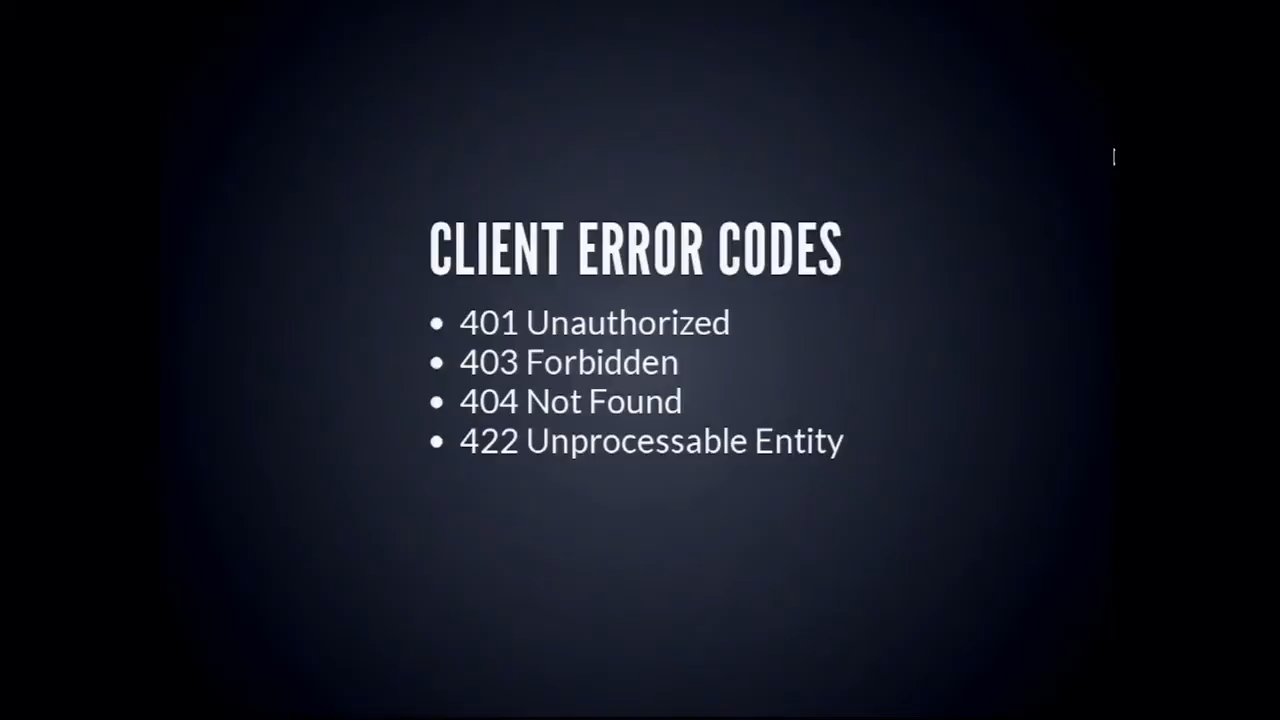 CLIENT ERROR CODES
• 401 Unauthorized
• 403 Forbidden
• 404 Not Found
• 422 Unprocessable Entity